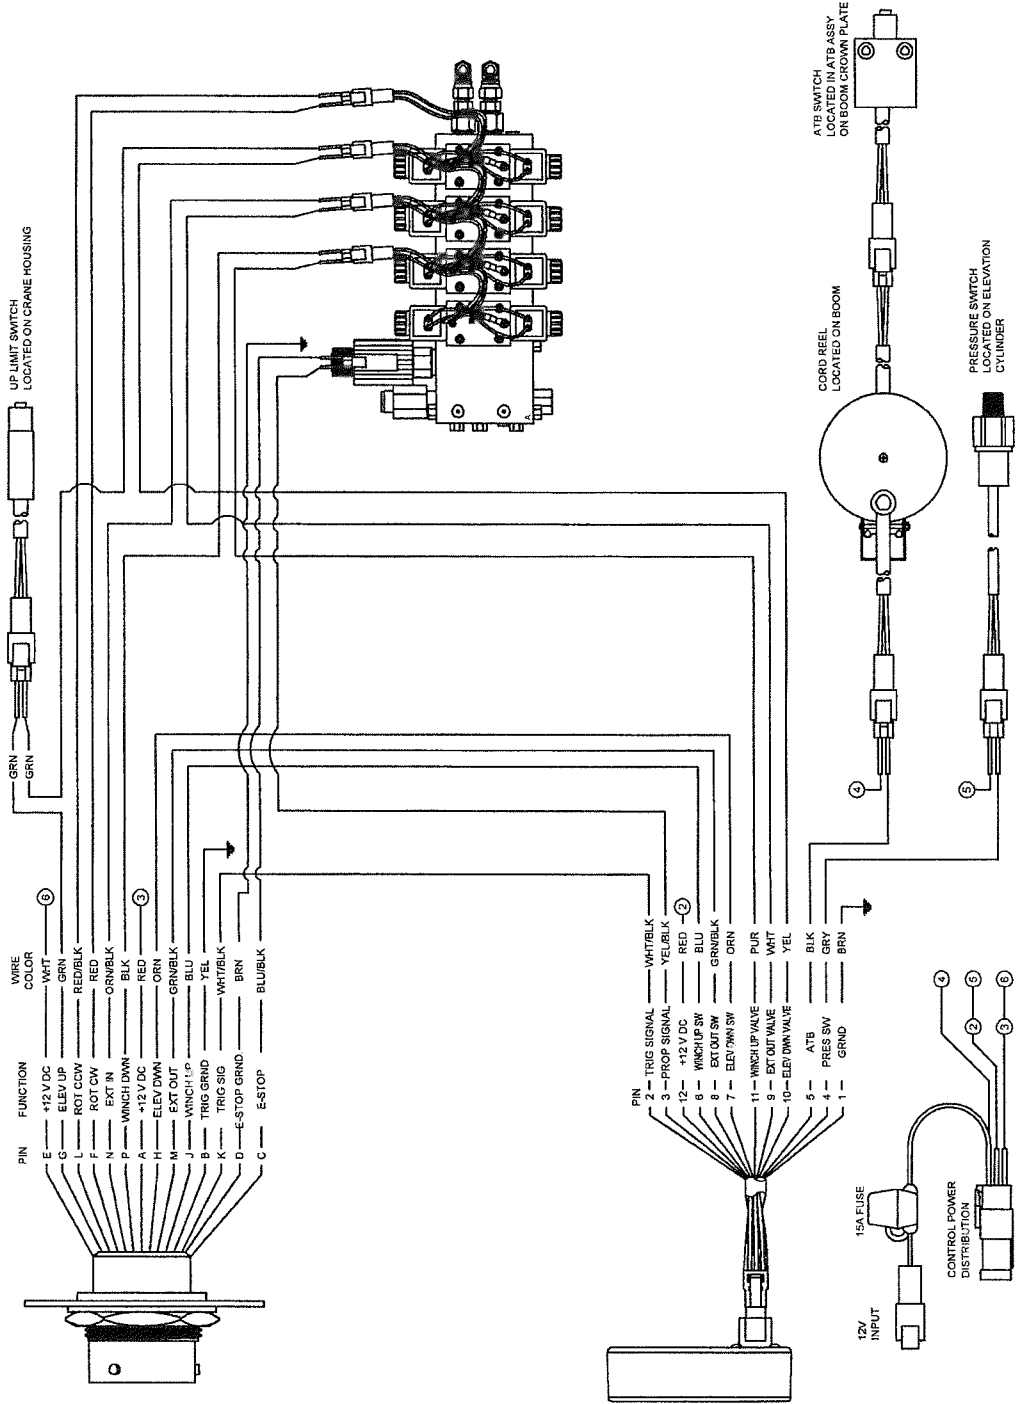 UP LIMIT SWITCH
LOCATED ON CRANE HOUSING
GRN
GRN
PIN FUNCTION WIRE COLOR
E +12 V DC WHT 6
G ELEV UP GRN
L ROT CCW RED/BLK
F ROT CW RED
N EXT IN ORN/BLK
P WINCH DWN BLK
A +12 V DC RED 3
H ELEV DWN ORN
M EXT OUT GRN/BLK
J WINCH UP BLU
B TRIG GRND YEL
K TRIG SIG WHT/BLK
D E-STOP GRND BRN
C E-STOP BLU/BLK
A
PIN
2 TRIG SIGNAL WHT/BLK
3 PROP SIGNAL YEL/BLK
12 +12 V DC RED 2
6 WINCH UP SW BLU
8 EXT OUT SW GRN/BLK
7 ELEV DWN SW ORN
11 WINCH UP VALVE PUR
9 EXT OUT VALVE WHT
10 ELEV DWN VALVE YEL
5 ATB BLK
4 PRES SW GRY
1 GRND BRN
ATB SWITCH
LOCATED IN ATB ASSY
ON BOOM CROWN PLATE
CORD REEL
LOCATED ON BOOM
PRESSURE SWITCH
LOCATED ON ELEVATION
CYLINDER
4
5
12V
INPUT
15A FUSE
CONTROL POWER
DISTRIBUTION
4
2 5
3 6